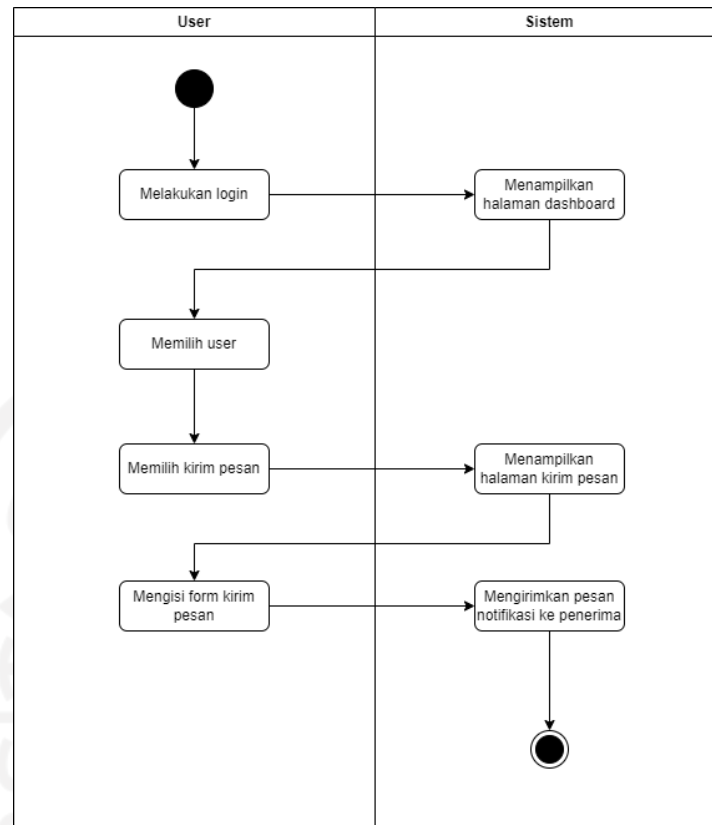 User
Sistem
Melakukan login
Menampilkan
halaman dashboard
Memilih user
Memilih kirim pesan
Menampilkan
halaman kirim pesan
Mengisi form kirim
pesan
Mengirimkan pesan
notifikasi ke penerima